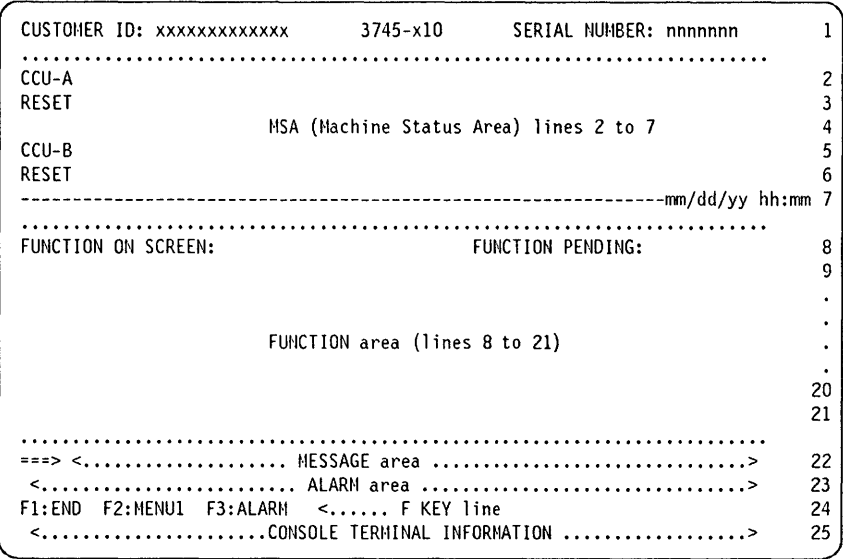 CUSTOMER ID: xxxxxxxxxxxxx 3745-x10 SERIAL NUMBER: nnnnnnn 1
........................................................................
CCU-A 2
RESET 3
MSA (Machine Status Area) lines 2 to 7 4
CCU-B 5
RESET 6
--------------------------------------------------------------mm/dd/yy hh:mm 7
........................................................................
FUNCTION ON SCREEN: FUNCTION PENDING: 8
9
.
.
FUNCTION area (lines 8 to 21) .
.
20
21
........................................................................
===> <.................... MESSAGE area ..............................> 22
<........................ ALARM area ...............................> 23
F1:END F2:MENU1 F3:ALARM <...... F KEY line 24
<......................CONSOLE TERMINAL INFORMATION ..................> 25